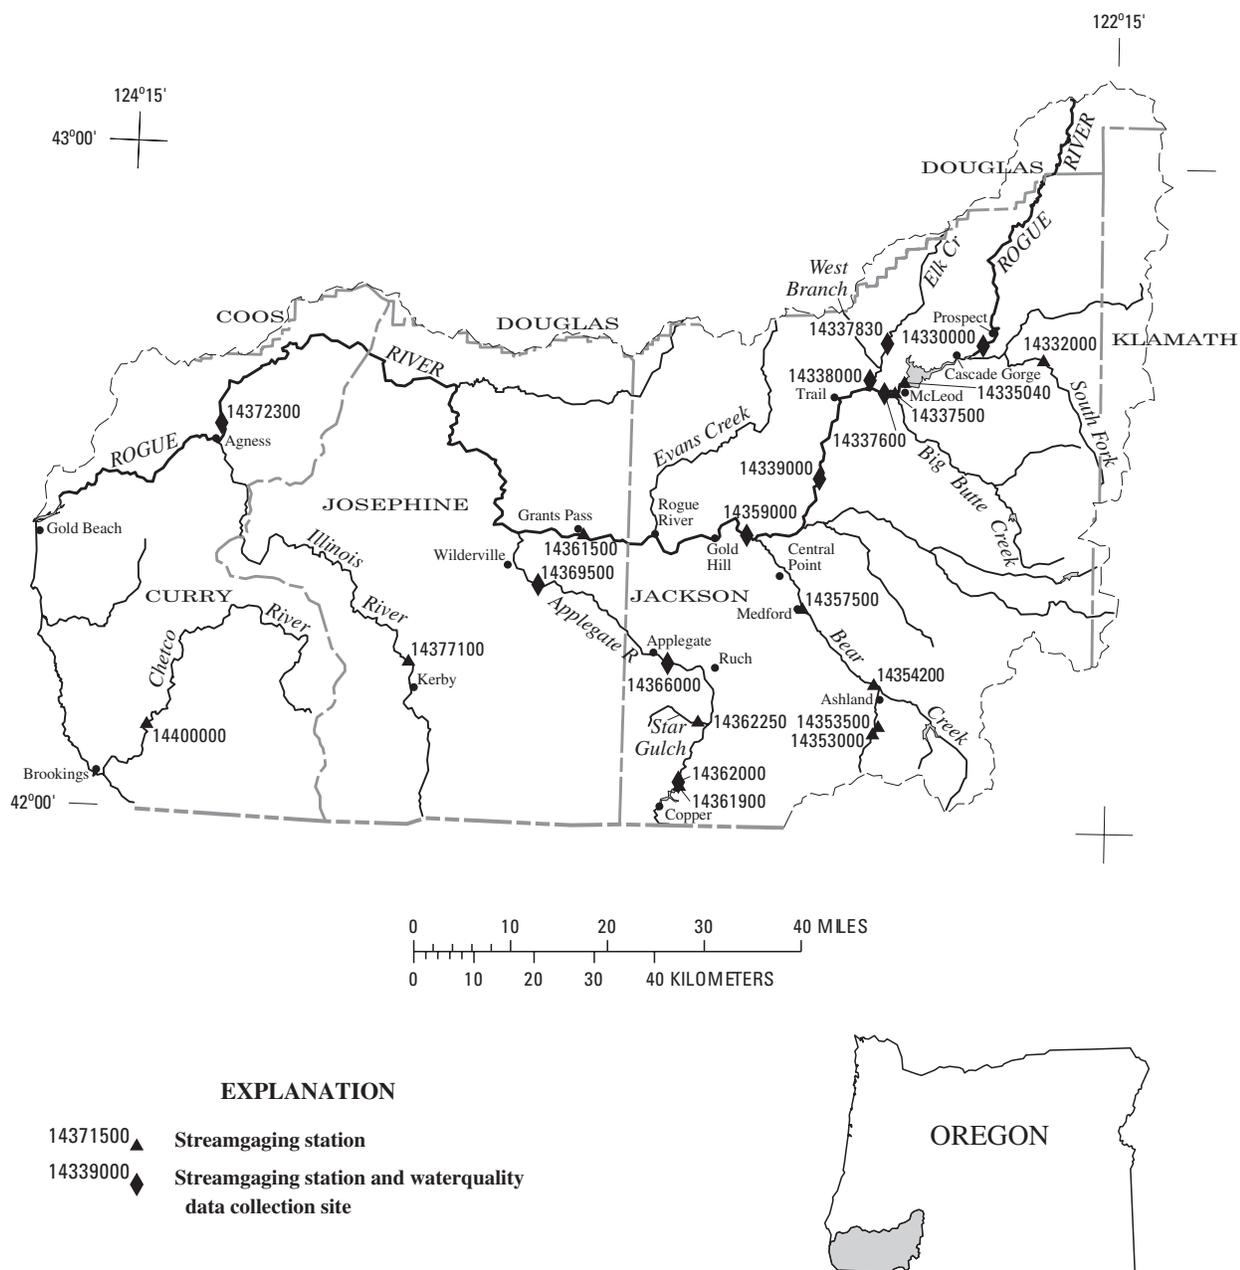 122°15'
124°15'
43°00'
RIVER
DOUGLAS
ROGUE
Elk Cr
West
Branch
COOS
DOUGLAS
14337830
Prospect
14330000
14332000
KLAMATH
RIVER
14338000
Cascade Gorge
14335040
Trail
McLeod
14337500
14372300
14337600
South Fork
Agness
ROGUE
Evans Creek
Big
Butte
Creek
14339000
JOSEPHINE
14359000
Gold Beach
Grants Pass
Rogue
River
14361500
Gold
Hill
Central
Point
Illinois
River
Wilderville
14369500
CURRY
JACKSON
14357500
Medford
Applegate R
Chetco
River
Applegate
Bear
Creek
14377100
Ruch
Kerby
14366000
14354200
Ashland
14400000
Star
Gulch
14362250
14353500
14353000
Brookings
14362000
42°00'
14361900
Copper
0 10 20 30 40 MILES
0 10 20 30 40 KILOMETERS
EXPLANATION
14371500 Streamgaging station
14339000 Streamgaging station and waterquality
data collection site
OREGON